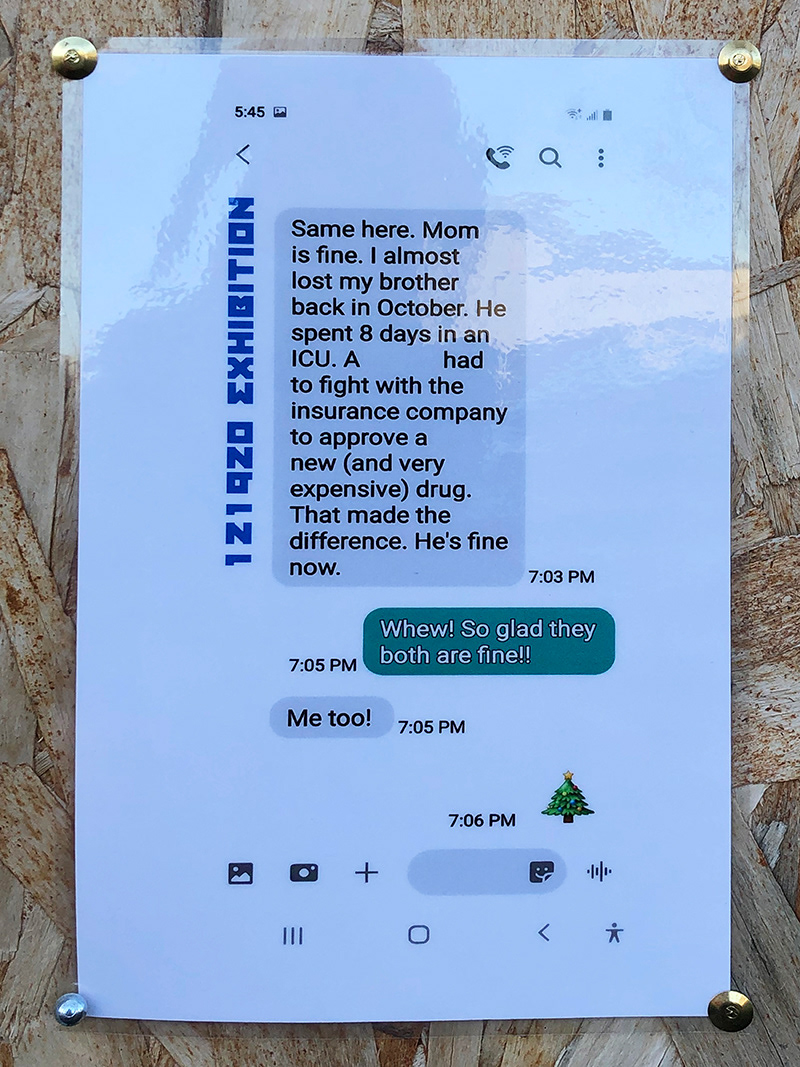 5:45
121920 EXHIBITION
Same here. Mom
is fine. I almost
lost my brother
back in October. He
spent 8 days in an
ICU. A had
to fight with the
insurance company
to approve a
new (and very
expensive) drug.
That made the
difference. He's fine
now.
7:03 PM
Whew! So glad they
both are fine!!
7:05 PM
Me too!
7:05 PM
7:06 PM